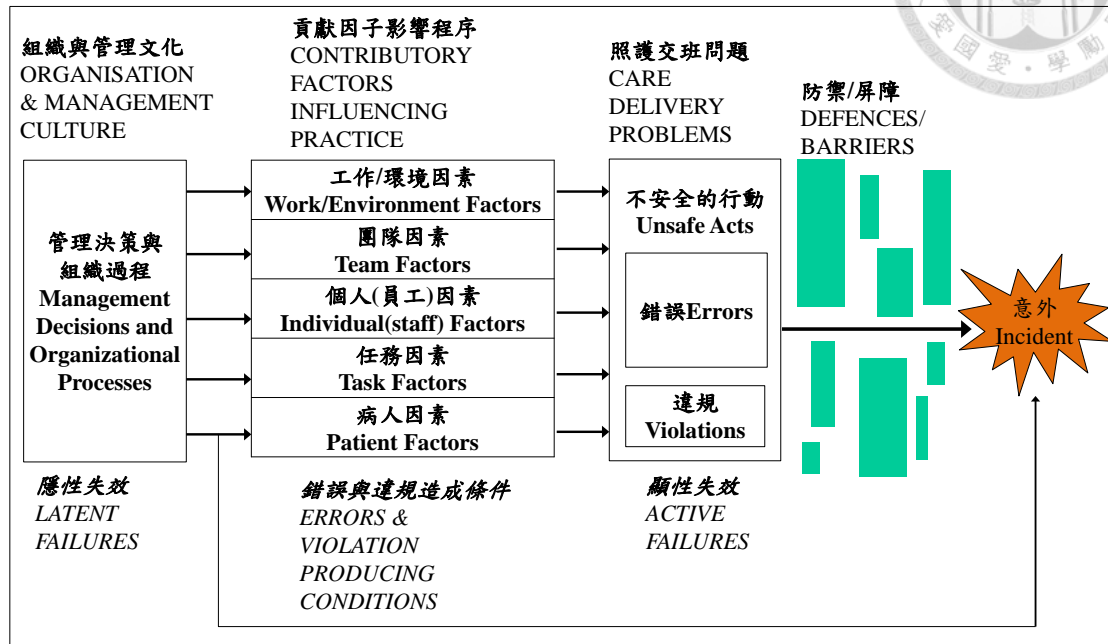 組織與管理文化
ORGANISATION
& MANAGEMENT
CULTURE
貢獻因子影響程序
CONTRIBUTORY
FACTORS
INFLUENCING
PRACTICE
照護交班問題
CARE
DELIVERY
PROBLEMS
防禦/屏障
DEFENCES/
BARRIERS
愛國愛・學勵
管理決策與
組織過程
Management
Decisions and
Organizational
Processes
工作/環境因素
Work/Environment Factors
團隊因素
Team Factors
個人(員工)因素
Individual(staff) Factors
任務因素
Task Factors
病人因素
Patient Factors
不安全的行動
Unsafe Acts
錯誤Errors
違規
Violations
意外
Incident
隱性失效
LATENT
FAILURES
錯誤與違規造成條件
ERRORS &
VIOLATION
PRODUCING
CONDITIONS
顯性失效
ACTIVE
FAILURES